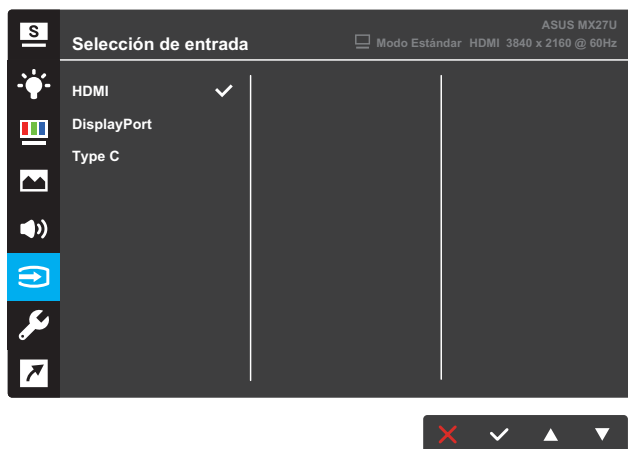 S
ASUS MX27U
Selección de entrada
Modo Estándar HDMI 3840 x 2160 @ 60Hz
HDMI
DisplayPort
Type C